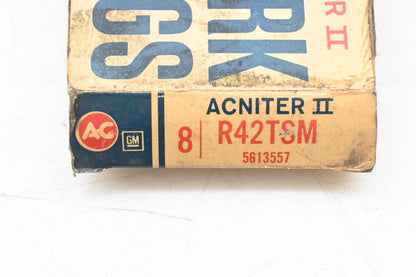 RK
GS
R II
ACNITER II
AC
GM
8
R42TSM
5613557